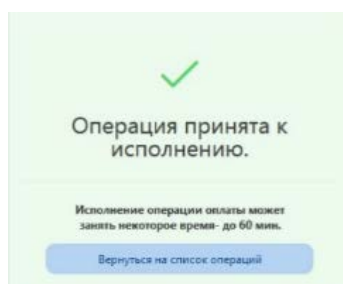 Операция принята к
исполнению.
Исполнение операции оплаты может
занять некоторое время- до 60 мин.
Вернуться на список операций